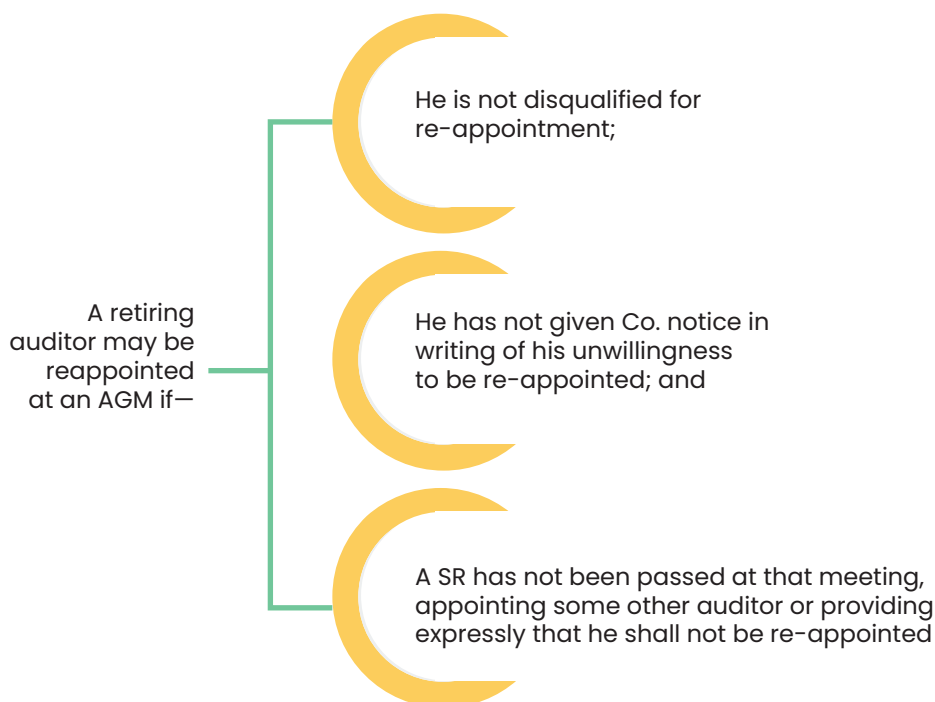 A retiring
auditor may be
reappointed
at an AGM if—
He is not disqualified for
re-appointment;
He has not given Co. notice in
writing of his unwillingness
to be re-appointed; and
A SR has not been passed at that meeting,
appointing some other auditor or providing
expressly that he shall not be re-appointed